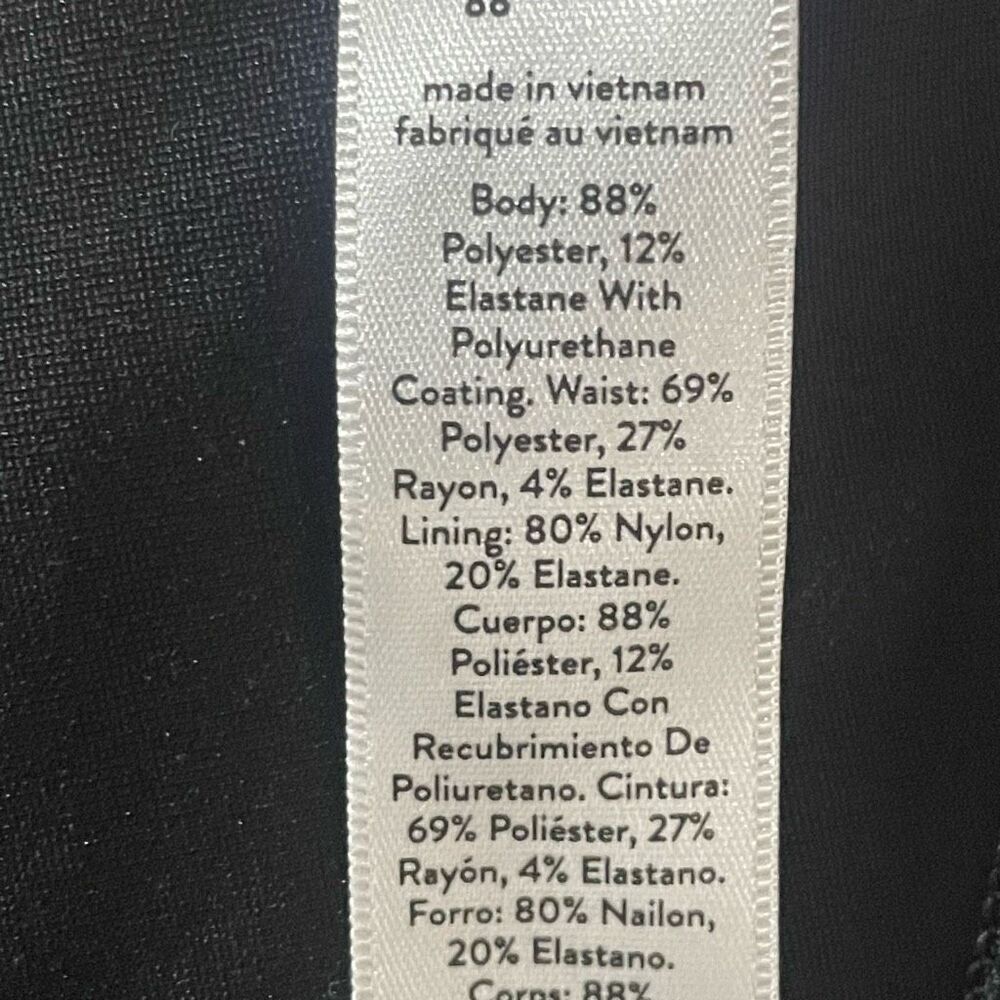 made in vietnam
fabriqué au vietnam
Body: 88%
Polyester, 12%
Elastane With
Polyurethane
Coating. Waist: 69%
Polyester, 27%
Rayon, 4% Elastane.
Lining: 80% Nylon,
20% Elastane.
Cuerpo: 88%
Poliéster, 12%
Elastano Con
Recubrimiento De
Poliuretano. Cintura:
69% Poliéster, 27%
Rayón, 4% Elastano.
Forro: 80% Nailon,
20% Elastano.
Corps: 88%